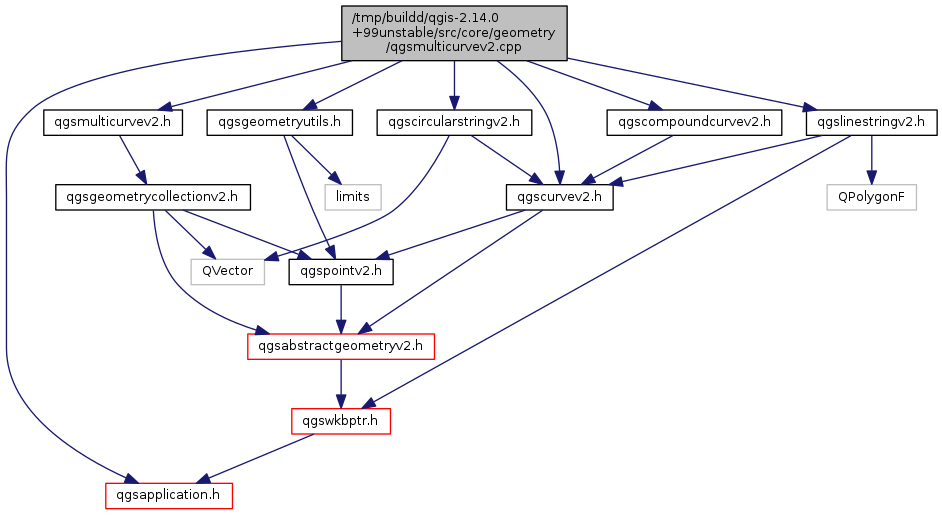 /tmp/buildd/qgis-2.14.0
+99unstable/src/core/geometry
/qgsmulticurvev2.cpp
qgsmulticurvev2.h
qgsgeometryutils.h
qgscircularstringv2.h
qgscompoundcurvev2.h
qgslinestringv2.h
qgsgeometrycollectionv2.h
limits
qgscurvev2.h
QPolygonF
QVector
qgspointv2.h
qgsabstractgeometryv2.h
qgswkbptr.h
qgsapplication.h